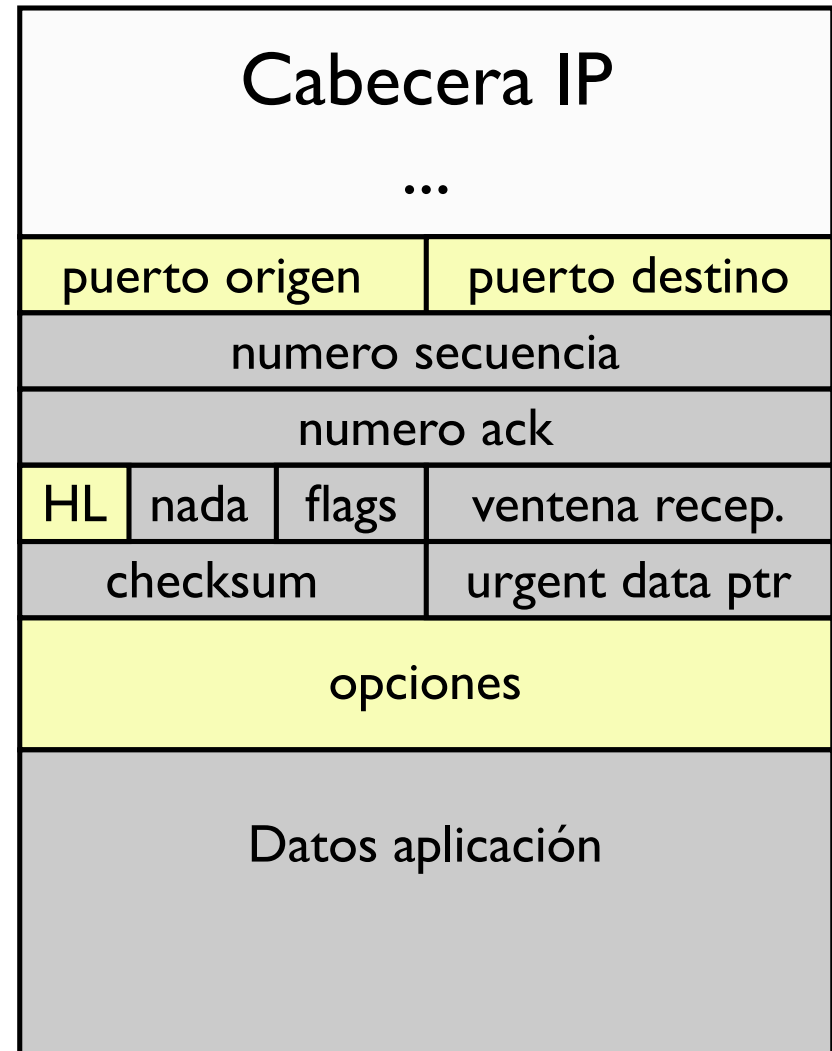 Cabecera IP
...
puerto origen puerto destino
numero secuencia
numero ack
HL nada flags ventena recep.
checksum urgent data ptr
opciones
Datos aplicación